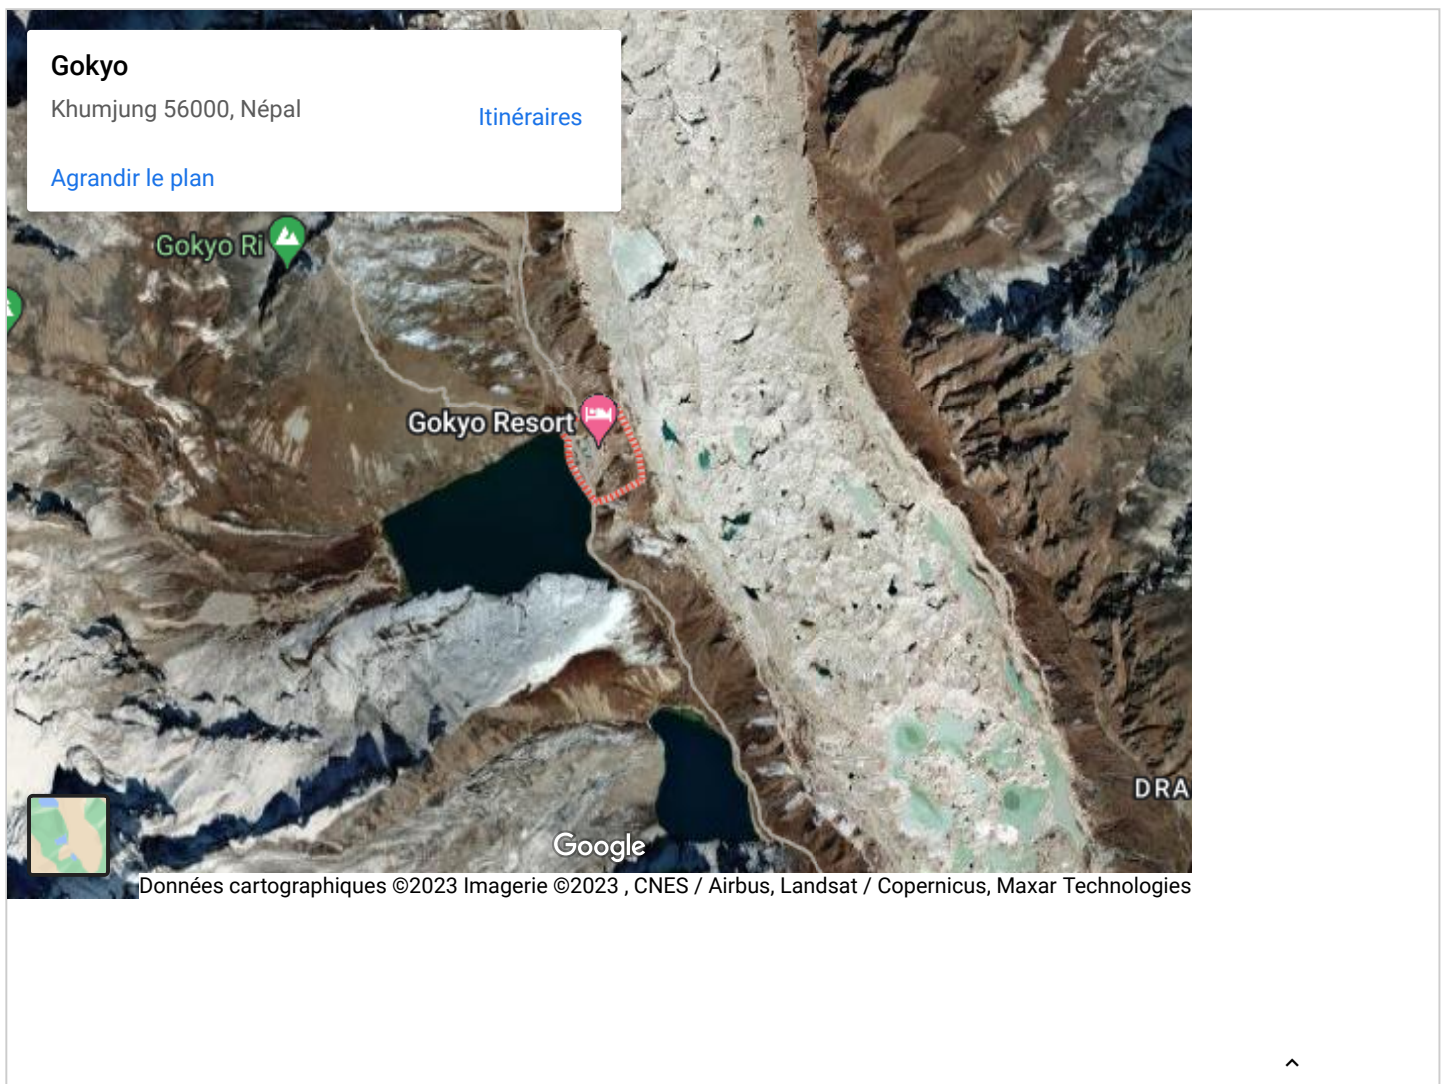 Gokyo
Khumjung 56000, Népal
Itinéraires
Agrandir le plan
Gokyo Ri
Gokyo Resort
DRA
Google
Données cartographiques ©2023 Imagerie ©2023 , CNES / Airbus, Landsat / Copernicus, Maxar Technologies